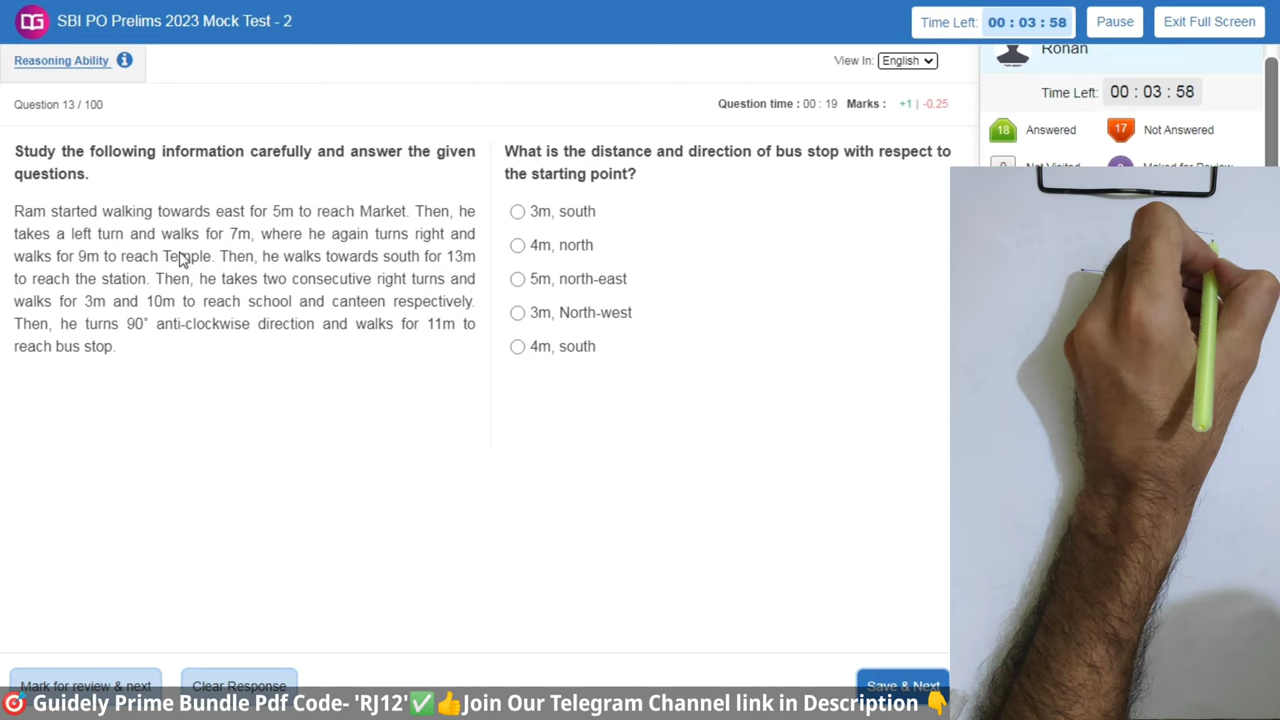 SBI PO Prelims 2023 Mock Test - 2
Time Left: 00 : 03 : 58
Pause
Exit Full Screen
Reasoning Ability
View In: English
Ronan
Time Left: 00 : 03 : 58
Question 13 / 100
Question time : 00 : 19 Marks : +1 | -0.25
18 Answered
17 Not Answered
Study the following information carefully and answer the given
questions.
Ram started walking towards east for 5m to reach Market. Then, he
takes a left turn and walks for 7m, where he again turns right and
walks for 9m to reach Temple. Then, he walks towards south for 13m
to reach the station. Then, he takes two consecutive right turns and
walks for 3m and 10m to reach school and canteen respectively.
Then, he turns 90˚ anti-clockwise direction and walks for 11m to
reach bus stop.
What is the distance and direction of bus stop with respect to
the starting point?
3m, south
4m, north
5m, north-east
3m, North-west
4m, south
Mark for review & next
Clear Response
Save & Next
🎯 Guidely Prime Bundle Pdf Code- 'RJ12'✅👍Join Our Telegram Channel link in Description 👇